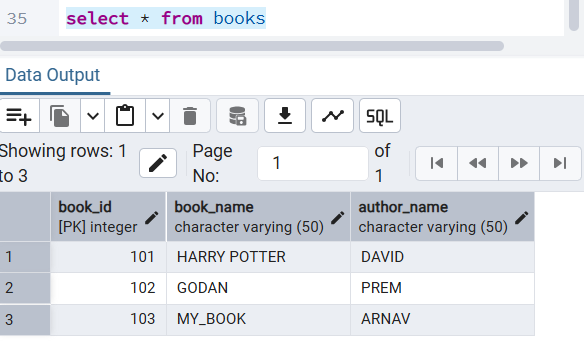 35 select * from books
Data Output
SQL
Showing rows: 1 to 3
Page No: 1 of 1
book_id [PK] integer book_name character varying (50) author_name character varying (50)
1 101 HARRY POTTER DAVID
2 102 GODAN PREM
3 103 MY_BOOK ARNAV